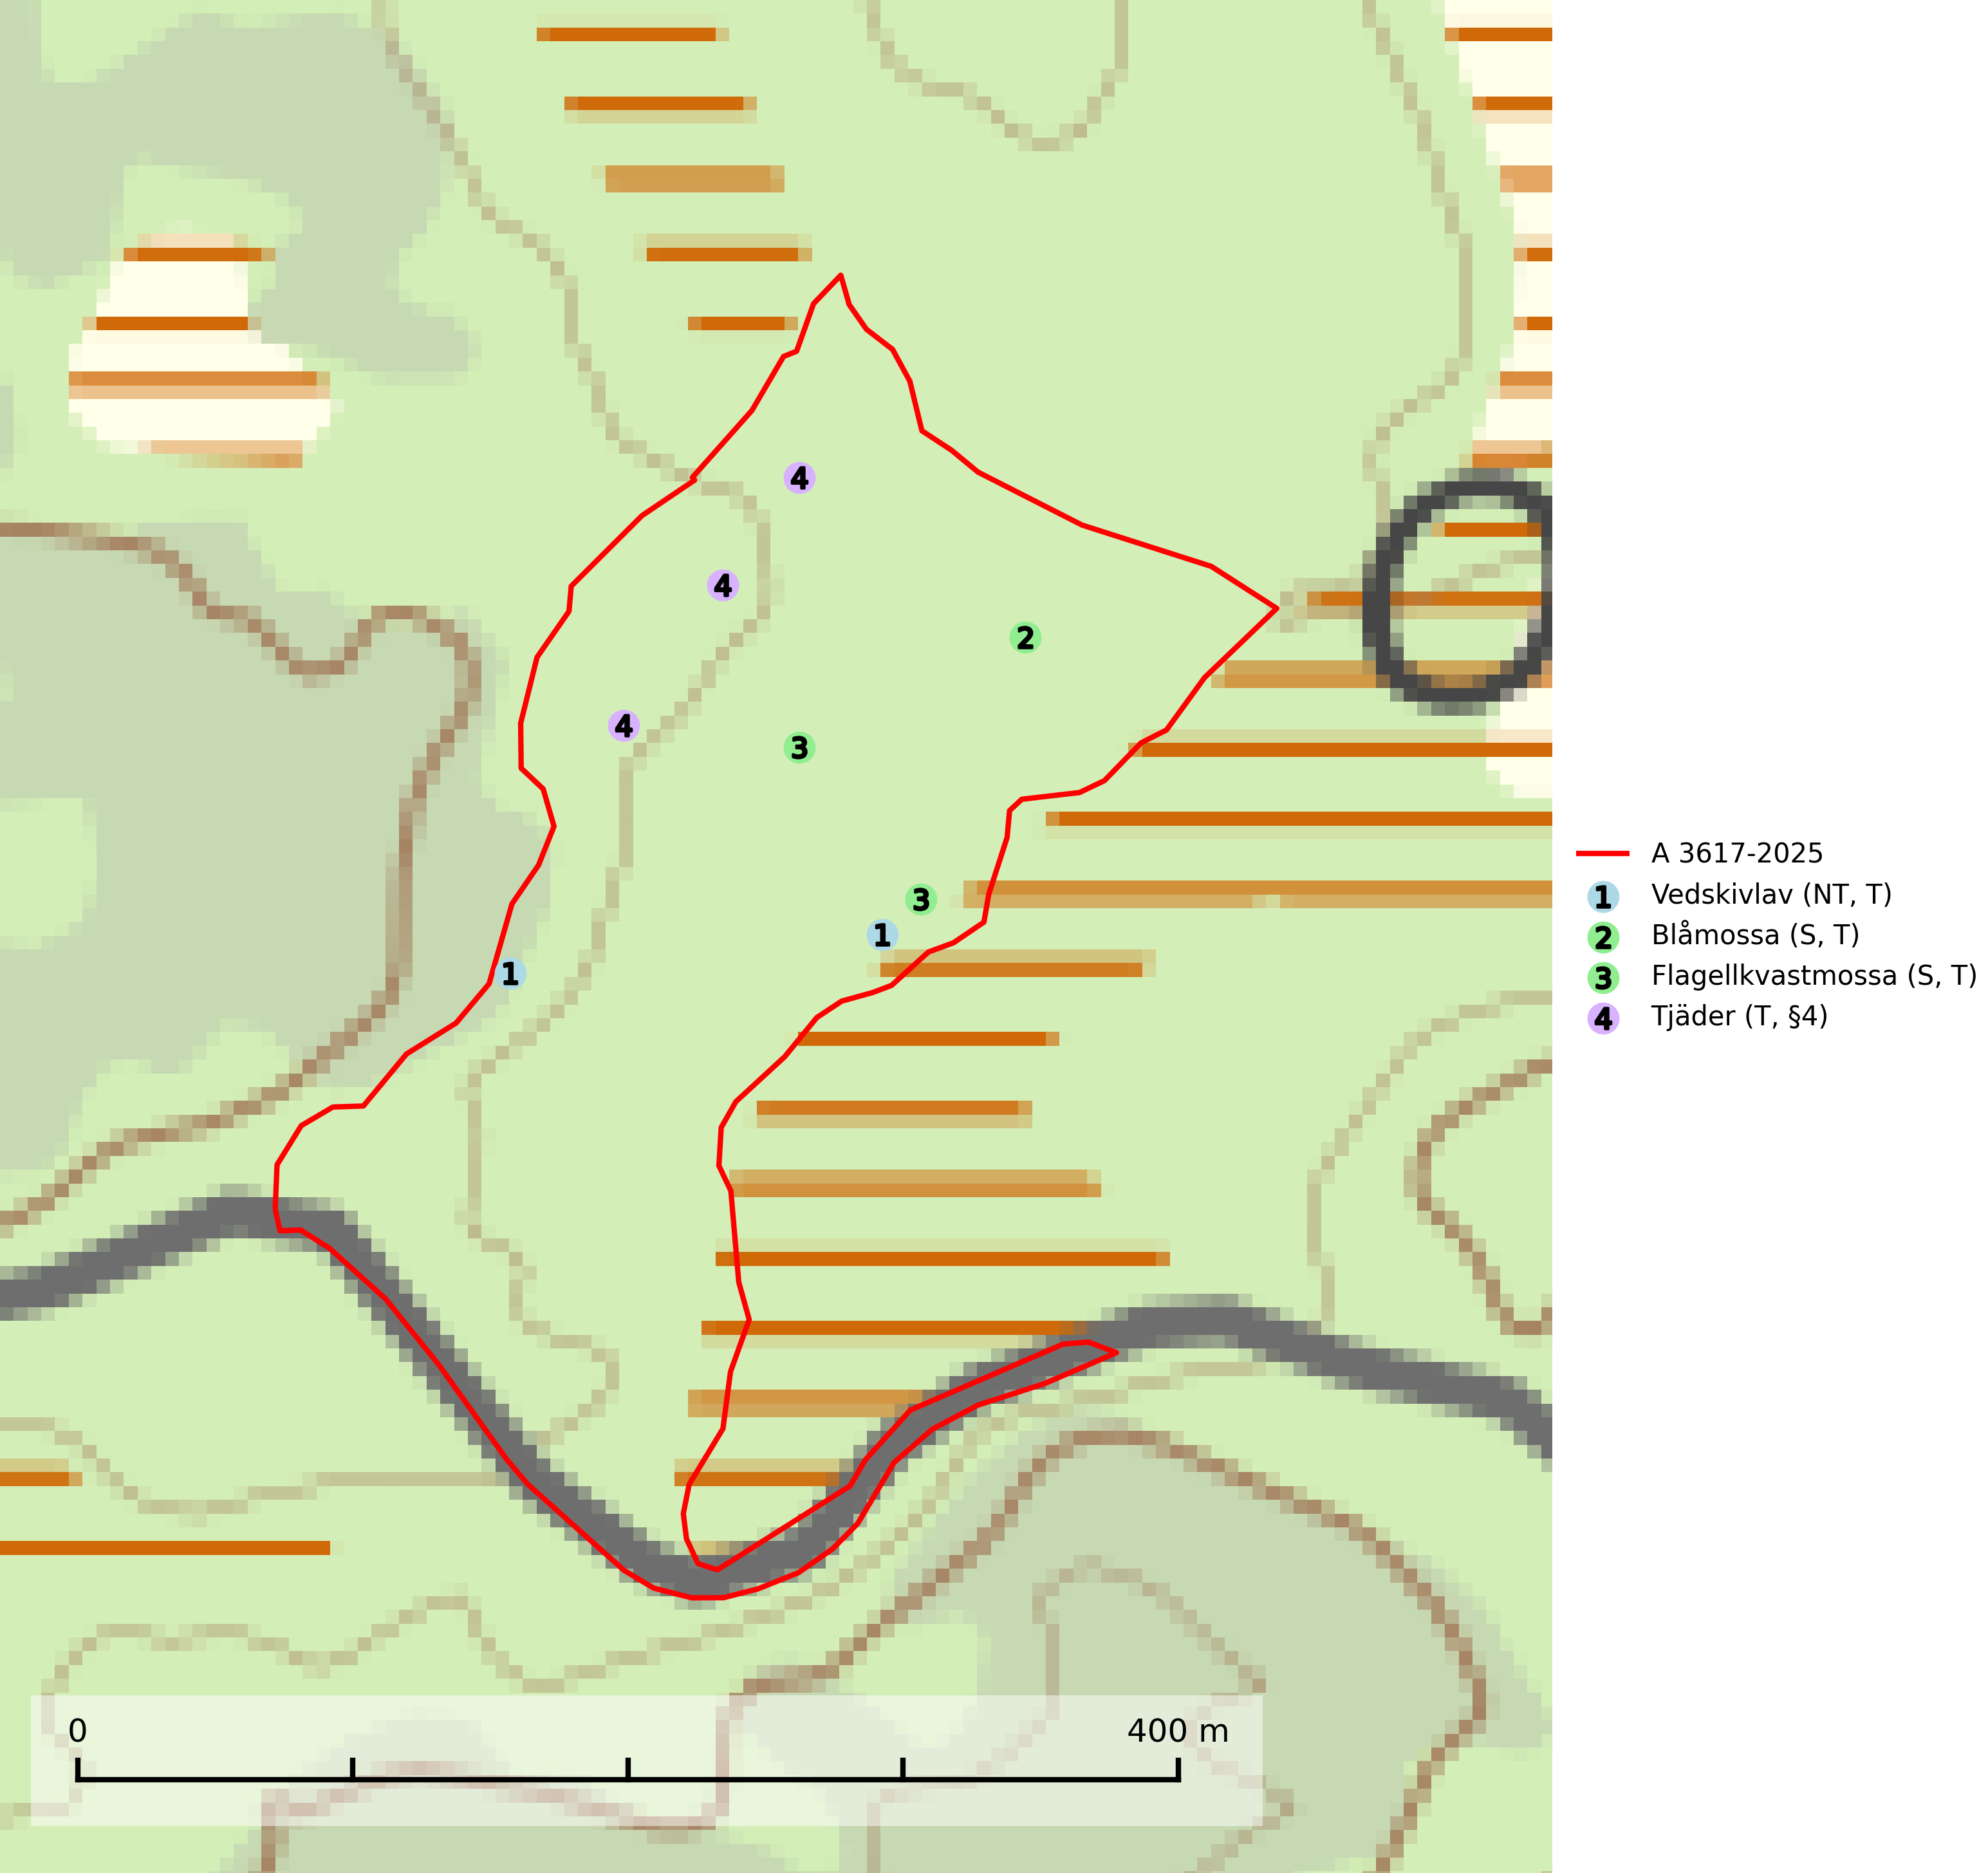 4
4
2
4
3
3
1
1
A 3617-2025
1 Vedskivlav (NT, T)
2 Blåmossa (S, T)
3 Flagellkvastmossa (S, T)
4 Tjäder (T, §4)
0 400 m